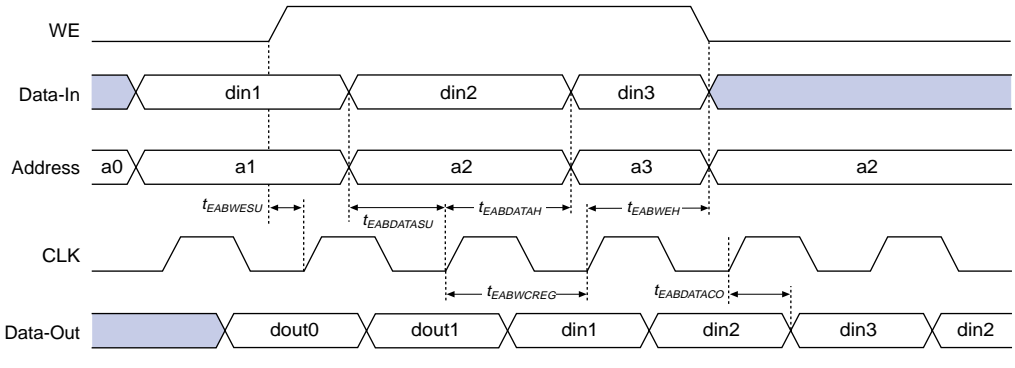 WE
Data-In din1 din2 din3
Address a0 a1 a2 a3 a2
tEABWESU tEABDATASU tEABDATAH tEABWEH
CLK
tEABWCREG tEABDATACO
Data-Out dout0 dout1 din1 din2 din3 din2